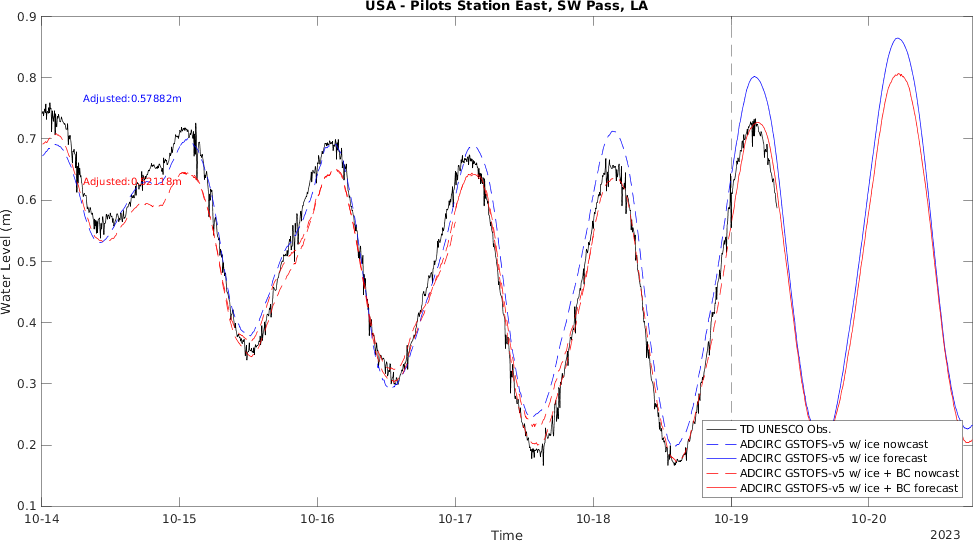 USA - Pilots Station East, SW Pass, LA
0.9
0.8
0.7
0.6
0.5
0.4
0.3
0.2
0.1
Water Level (m)
Adjusted:0.57882m
TD UNESCO Obs.
ADCIRC GSTOFS-v5 w/ ice nowcast
ADCIRC GSTOFS-v5 w/ ice forecast
ADCIRC GSTOFS-v5 w/ ice + BC nowcast
ADCIRC GSTOFS-v5 w/ ice + BC forecast
10-14 10-15 10-16 10-17 10-18 10-19 10-20
Time
2023